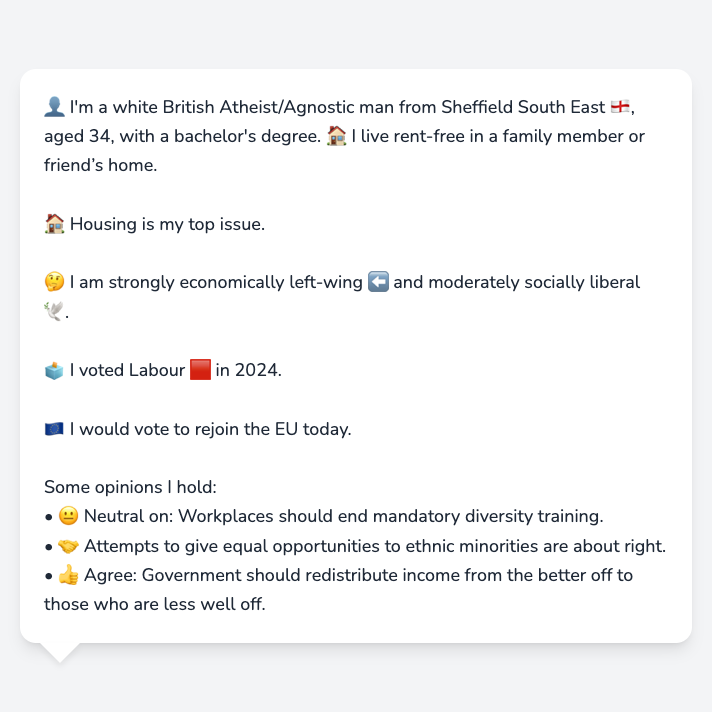 👤 I'm a white British Atheist/Agnostic man from Sheffield South East 🏴󠁧󠁢󠁥󠁮󠁧󠁿,
aged 34, with a bachelor's degree. 🏠 I live rent-free in a family member or
friend’s home.
🏠 Housing is my top issue.
🤔 I am strongly economically left-wing ⬅️ and moderately socially liberal
🕊️.
🗳️ I voted Labour 🟥 in 2024.
🇪🇺 I would vote to rejoin the EU today.
Some opinions I hold:
• 😐 Neutral on: Workplaces should end mandatory diversity training.
• 🤝 Attempts to give equal opportunities to ethnic minorities are about right.
• 👍 Agree: Government should redistribute income from the better off to
those who are less well off.